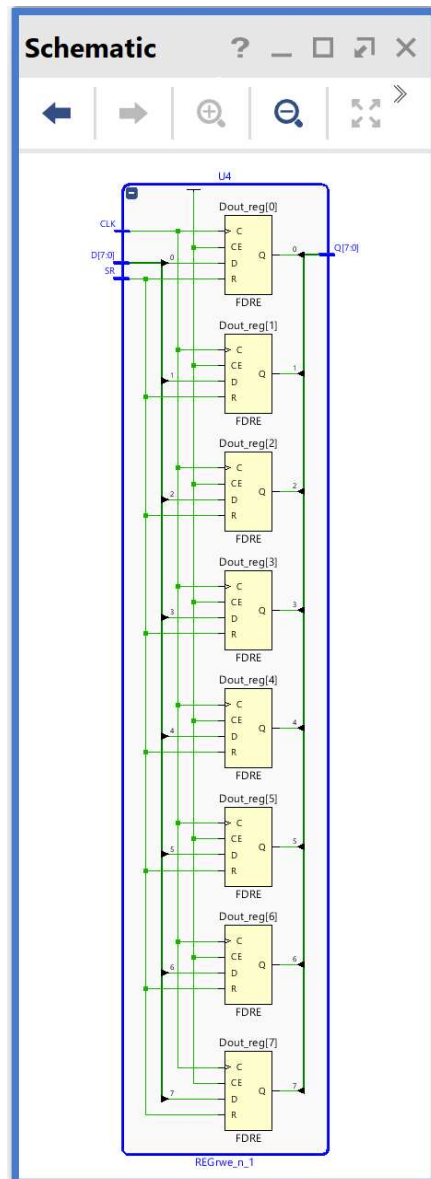 Schematic
U4
CLK
D[7:0]
SR
Q[7:0]
Dout_reg[0]
C
CE
0
D
R
Q
0
FDRE
Dout_reg[1]
C
CE
1
D
R
Q
1
FDRE
Dout_reg[2]
C
CE
2
D
R
Q
2
FDRE
Dout_reg[3]
C
CE
3
D
R
Q
3
FDRE
Dout_reg[4]
C
CE
4
D
R
Q
4
FDRE
Dout_reg[5]
C
CE
5
D
R
Q
5
FDRE
Dout_reg[6]
C
CE
6
D
R
Q
6
FDRE
Dout_reg[7]
C
CE
7
D
R
Q
7
FDRE
REGrwe_n_1